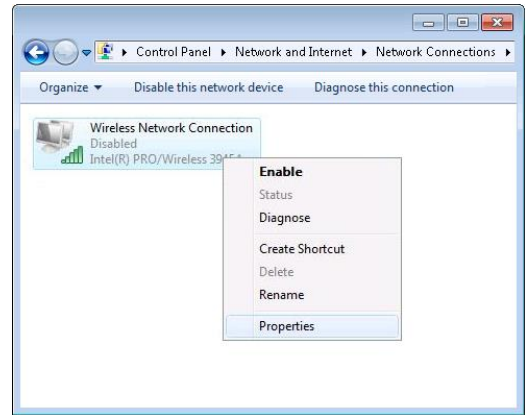 Control Panel ▸ Network and Internet ▸ Network Connections ▸
Organize ▾ Disable this network device Diagnose this connection
Wireless Network Connection
Disabled
Intel(R) PRO/Wireless
Enable
Status
Diagnose
Create Shortcut
Delete
Rename
Properties